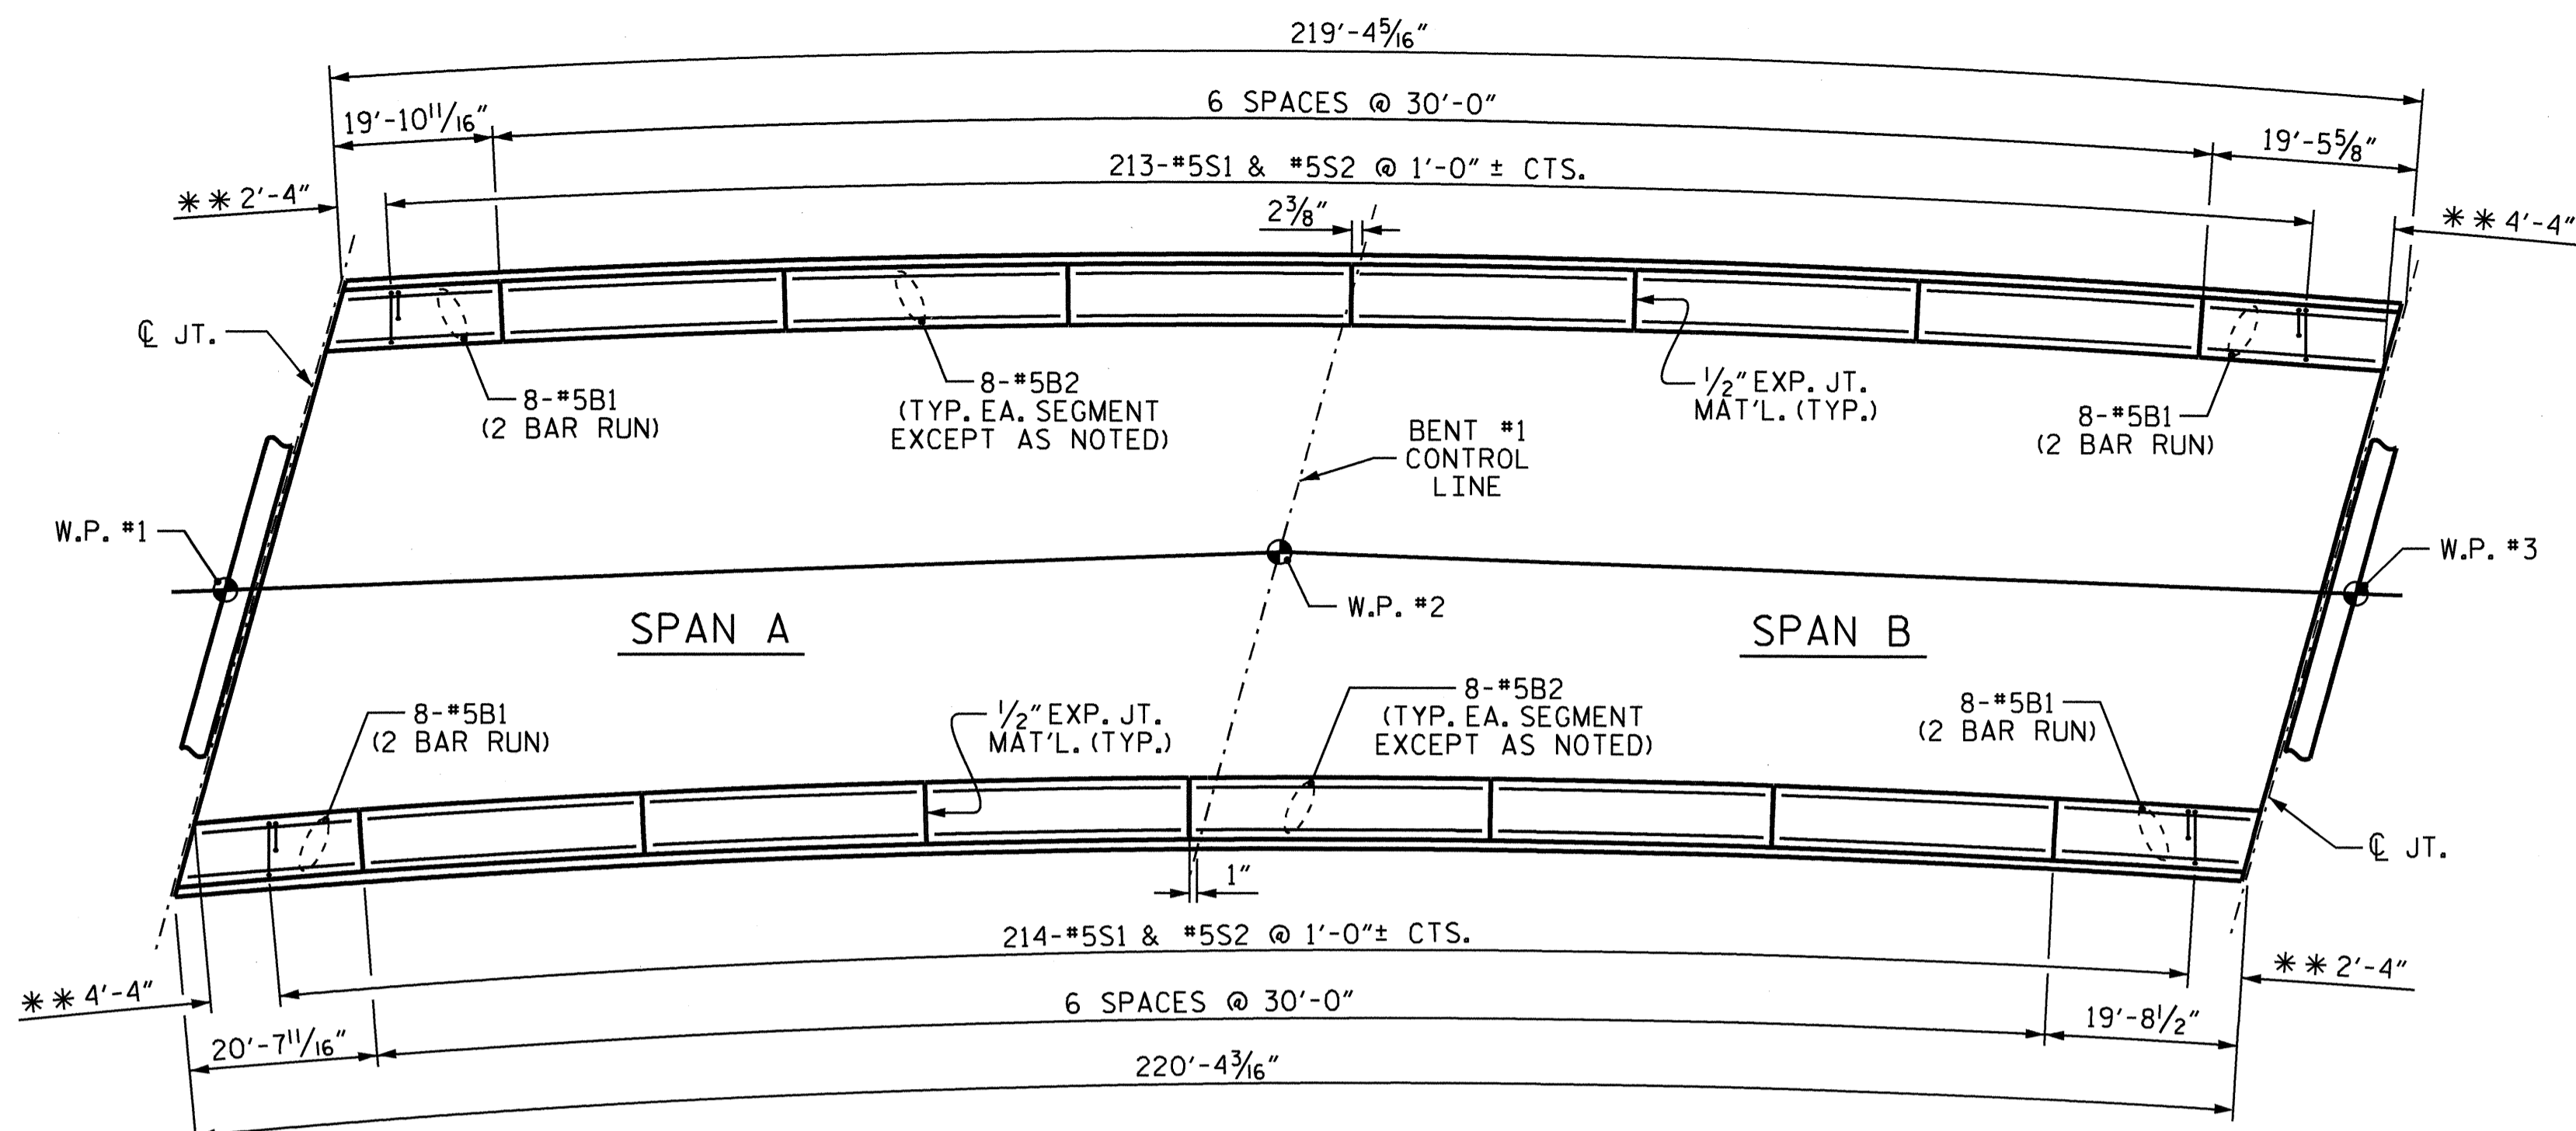 219'-4 5/16"
6 SPACES @ 30'-0"
19'-10 11/16"
19'-5 5/8"
213-#5S1 & #5S2 @ 1'-0" ± CTS.
** 2'-4"
2 3/8"
** 4'-4"
℄ JT.
8-#5B1
(2 BAR RUN)
8-#5B2
(TYP. EA. SEGMENT
EXCEPT AS NOTED)
1/2" EXP. JT.
MAT'L. (TYP.)
8-#5B1
(2 BAR RUN)
BENT #1
CONTROL
LINE
W.P. #1
W.P. #3
W.P. #2
SPAN A
SPAN B
8-#5B1
(2 BAR RUN)
1/2" EXP. JT.
MAT'L. (TYP.)
8-#5B2
(TYP. EA. SEGMENT
EXCEPT AS NOTED)
8-#5B1
(2 BAR RUN)
℄ JT.
1"
214-#5S1 & #5S2 @ 1'-0"± CTS.
** 4'-4"
** 2'-4"
6 SPACES @ 30'-0"
20'-7 11/16"
19'-8 1/2"
220'-4 3/16"